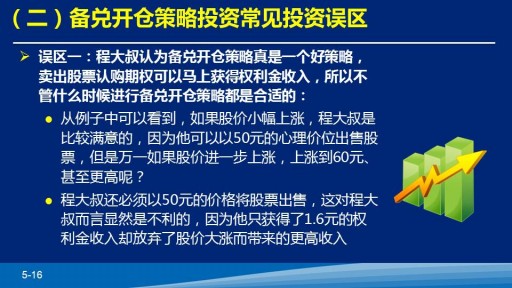 （二）备兑开仓策略投资常见投资误区
误区一：程大叔认为备兑开仓策略真是一个好策略，
卖出股票认购期权可以马上获得权利金收入，所以不
管什么时候进行备兑开仓策略都是合适的：
从例子中可以看到，如果股价小幅上涨，程大叔是
比较满意的，因为他可以以50元的心理价位出售股
票，但是万一如果股价进一步上涨，上涨到60元、
甚至更高呢？
程大叔还必须以50元的价格将股票出售，这对程大
叔而言显然是不利的，因为他只获得了1.6元的权
利金收入却放弃了股价大涨而带来的更高收入
5-16